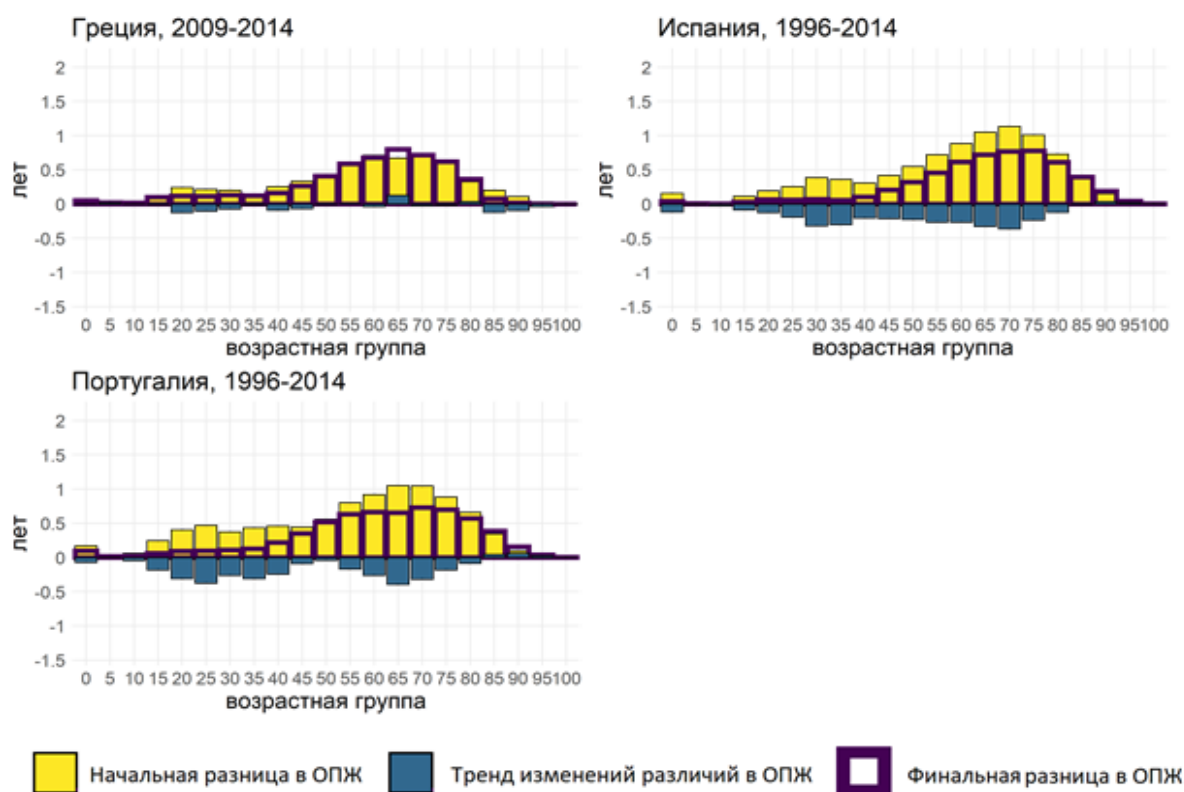 Греция, 2009-2014
2
1.5
1
0.5
0
-0.5
-1
-1.5
лет
0 5 10 15 20 25 30 35 40 45 50 55 60 65 70 75 80 85 90 95100
возрастная группа
Испания, 1996-2014
2
1.5
1
0.5
0
-0.5
-1
-1.5
лет
0 5 10 15 20 25 30 35 40 45 50 55 60 65 70 75 80 85 90 95100
возрастная группа
Португалия, 1996-2014
2
1.5
1
0.5
0
-0.5
-1
-1.5
лет
0 5 10 15 20 25 30 35 40 45 50 55 60 65 70 75 80 85 90 95100
возрастная группа
Начальная разница в ОПЖ
Тренд изменений различий в ОПЖ
Финальная разница в ОПЖ